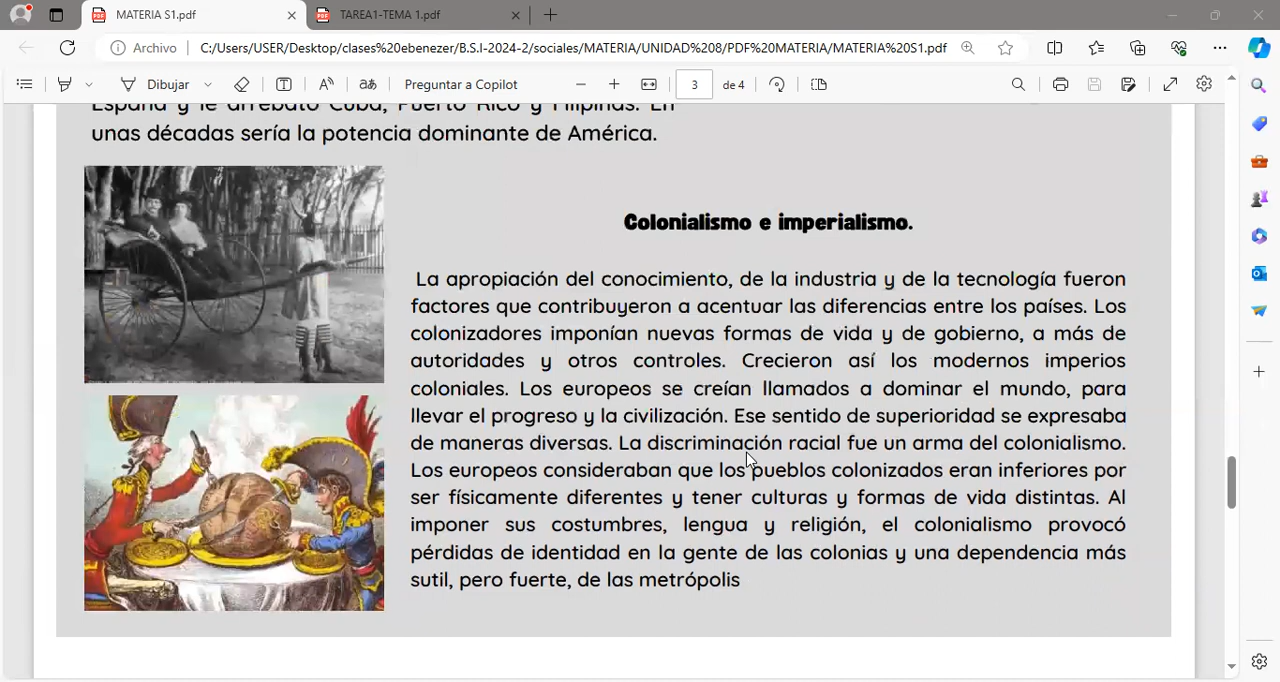 MATERIA S1.pdf
TAREA1-TEMA 1.pdf
Archivo
C:/Users/USER/Desktop/clases%20ebenezer/B.S.I-2024-2/sociales/MATERIA/UNIDAD%208/PDF%20MATERIA/MATERIA%20S1.pdf
Dibujar
Preguntar a Copilot
3
de 4
España y le arrebató Cuba, Puerto Rico y Filipinas. En
unas décadas sería la potencia dominante de América.
Colonialismo e imperialismo.
La apropiación del conocimiento, de la industria y de la tecnología fueron
factores que contribuyeron a acentuar las diferencias entre los países. Los
colonizadores imponían nuevas formas de vida y de gobierno, a más de
autoridades y otros controles. Crecieron así los modernos imperios
coloniales. Los europeos se creían llamados a dominar el mundo, para
llevar el progreso y la civilización. Ese sentido de superioridad se expresaba
de maneras diversas. La discriminación racial fue un arma del colonialismo.
Los europeos consideraban que los pueblos colonizados eran inferiores por
ser físicamente diferentes y tener culturas y formas de vida distintas. Al
imponer sus costumbres, lengua y religión, el colonialismo provocó
pérdidas de identidad en la gente de las colonias y una dependencia más
sutil, pero fuerte, de las metrópolis